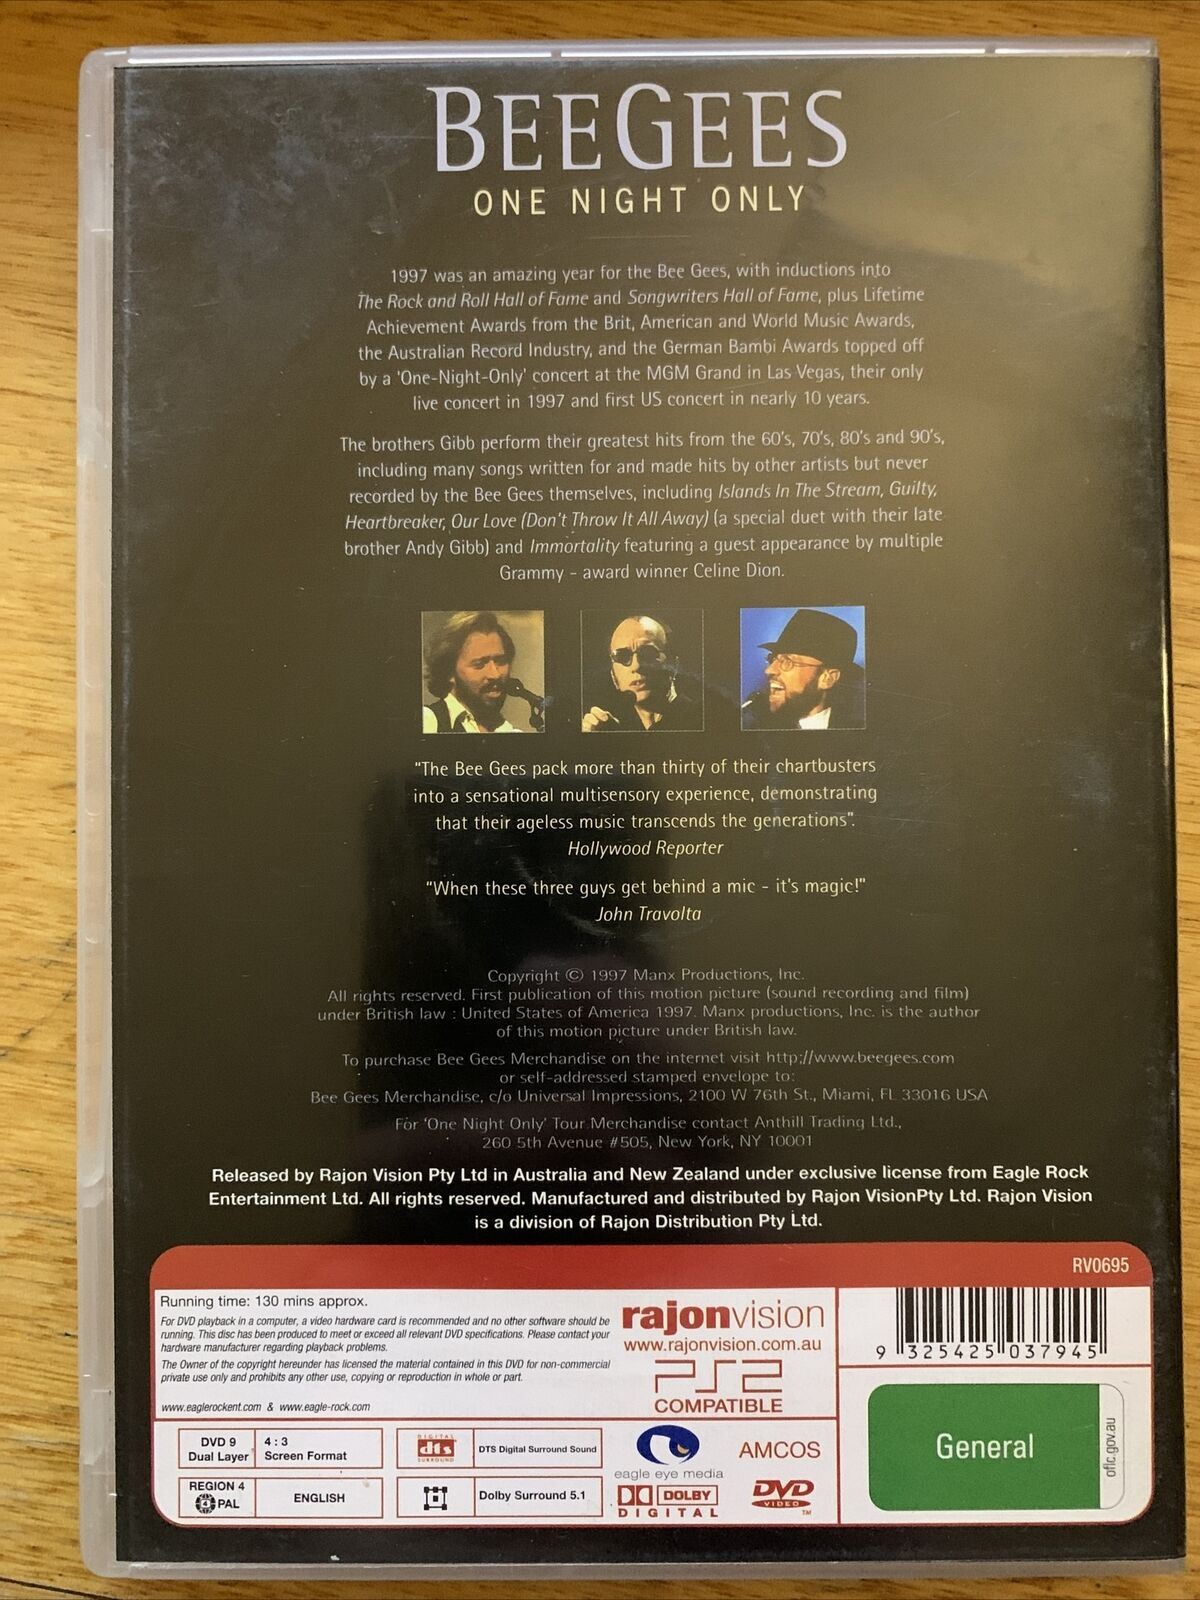 BEEGEES
ONE NIGHT ONLY
1997 was an amazing year for the Bee Gees, with inductions into
The Rock and Roll Hall of Fame and Songwriters Hall of Fame, plus Lifetime
Achievement Awards from the Brit, American and World Music Awards,
the Australian Record Industry, and the German Bambi Awards topped off
by a 'One-Night-Only' concert at the MGM Grand in Las Vegas, their only
live concert in 1997 and first US concert in nearly 10 years.
The brothers Gibb perform their greatest hits from the 60's, 70's, 80's and 90's,
including many songs written for and made hits by other artists but never
recorded by the Bee Gees themselves, including Islands In The Stream, Guilty,
Heartbreaker, Our Love (Don't Throw It All Away) (a special duet with their late
brother Andy Gibb) and Immortality featuring a guest appearance by multiple
Grammy - award winner Celine Dion.
"The Bee Gees pack more than thirty of their chartbusters
into a sensational multisensory experience, demonstrating
that their ageless music transcends the generations".
Hollywood Reporter
"When these three guys get behind a mic - it's magic!"
John Travolta
Copyright © 1997 Manx Productions, Inc.
All rights reserved. First publication of this motion picture (sound recording and film)
under British law : United States of America 1997. Manx productions, Inc. is the author
of this motion picture under British law.
To purchase Bee Gees Merchandise on the internet visit http://www.beegees.com
or self-addressed stamped envelope to:
Bee Gees Merchandise, c/o Universal Impressions, 2100 W 76th St., Miami, FL 33016 USA
For 'One Night Only' Tour Merchandise contact Anthill Trading Ltd.,
260 5th Avenue #505, New York, NY 10001
Released by Rajon Vision Pty Ltd in Australia and New Zealand under exclusive license from Eagle Rock
Entertainment Ltd. All rights reserved. Manufactured and distributed by Rajon VisionPty Ltd. Rajon Vision
is a division of Rajon Distribution Pty Ltd.
RV0695
Running time: 130 mins approx.
For DVD playback in a computer, a video hardware card is recommended and no other software should be
running. This disc has been produced to meet or exceed all relevant DVD specifications. Please contact your
hardware manufacturer regarding playback problems.
The Owner of the copyright hereunder has licensed the material contained in this DVD for non-commercial
private use only and prohibits any other use, copying or reproduction in whole or part.
www.eaglerockent.com & www.eagle-rock.com
rajonvision
www.rajonvision.com.au
PS2
COMPATIBLE
9 325425 037945
DVD 9
Dual Layer
4 : 3
Screen Format
REGION 4
4 PAL
ENGLISH
DIGITAL
dts
SURROUND
DTS Digital Surround Sound
Dolby Surround 5.1
eagle eye media
DOLBY
DIGITAL
AMCOS
DVD
VIDEO
TM
General
oflc.gov.au